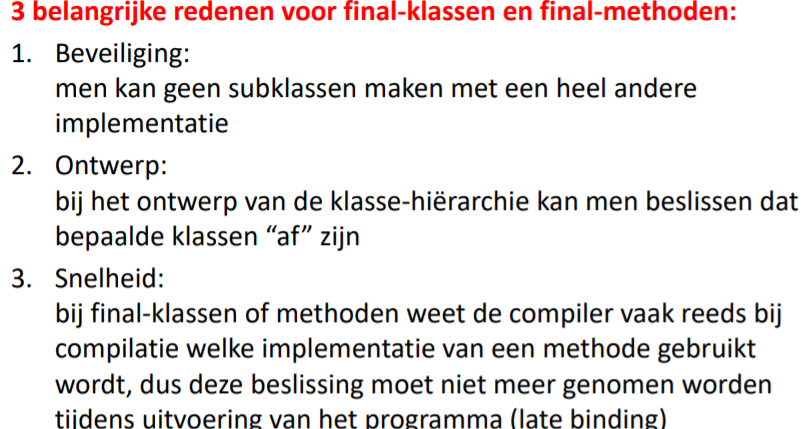 3 belangrijke redenen voor final-klassen en final-methoden:
1. Beveiliging:
men kan geen subklassen maken met een heel andere
implementatie
2. Ontwerp:
bij het ontwerp van de klasse-hiërarchie kan men beslissen dat
bepaalde klassen “af” zijn
3. Snelheid:
bij final-klassen of methoden weet de compiler vaak reeds bij
compilatie welke implementatie van een methode gebruikt
wordt, dus deze beslissing moet niet meer genomen worden
tijdens uitvoering van het programma (late binding)